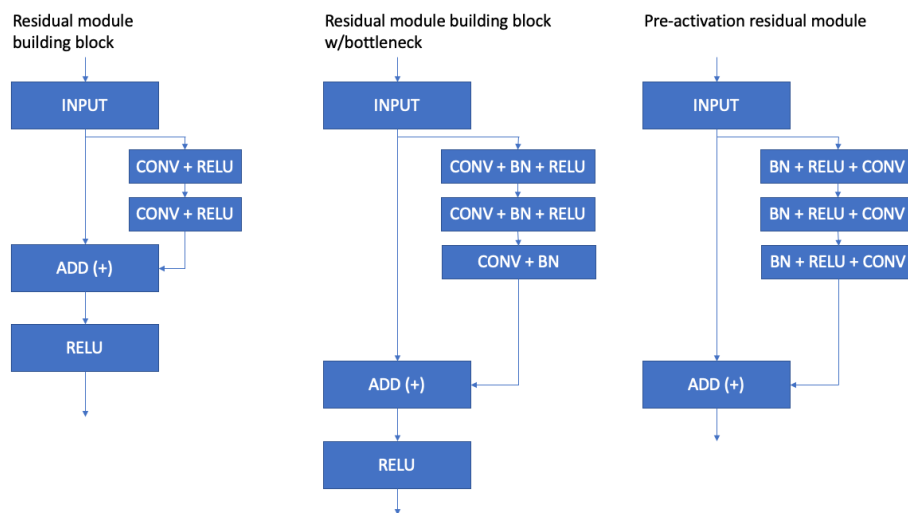 Residual module
building block
INPUT
CONV + RELU
CONV + RELU
ADD (+)
RELU
Residual module building block
w/bottleneck
INPUT
CONV + BN + RELU
CONV + BN + RELU
CONV + BN
ADD (+)
RELU
Pre-activation residual module
INPUT
BN + RELU + CONV
BN + RELU + CONV
BN + RELU + CONV
ADD (+)